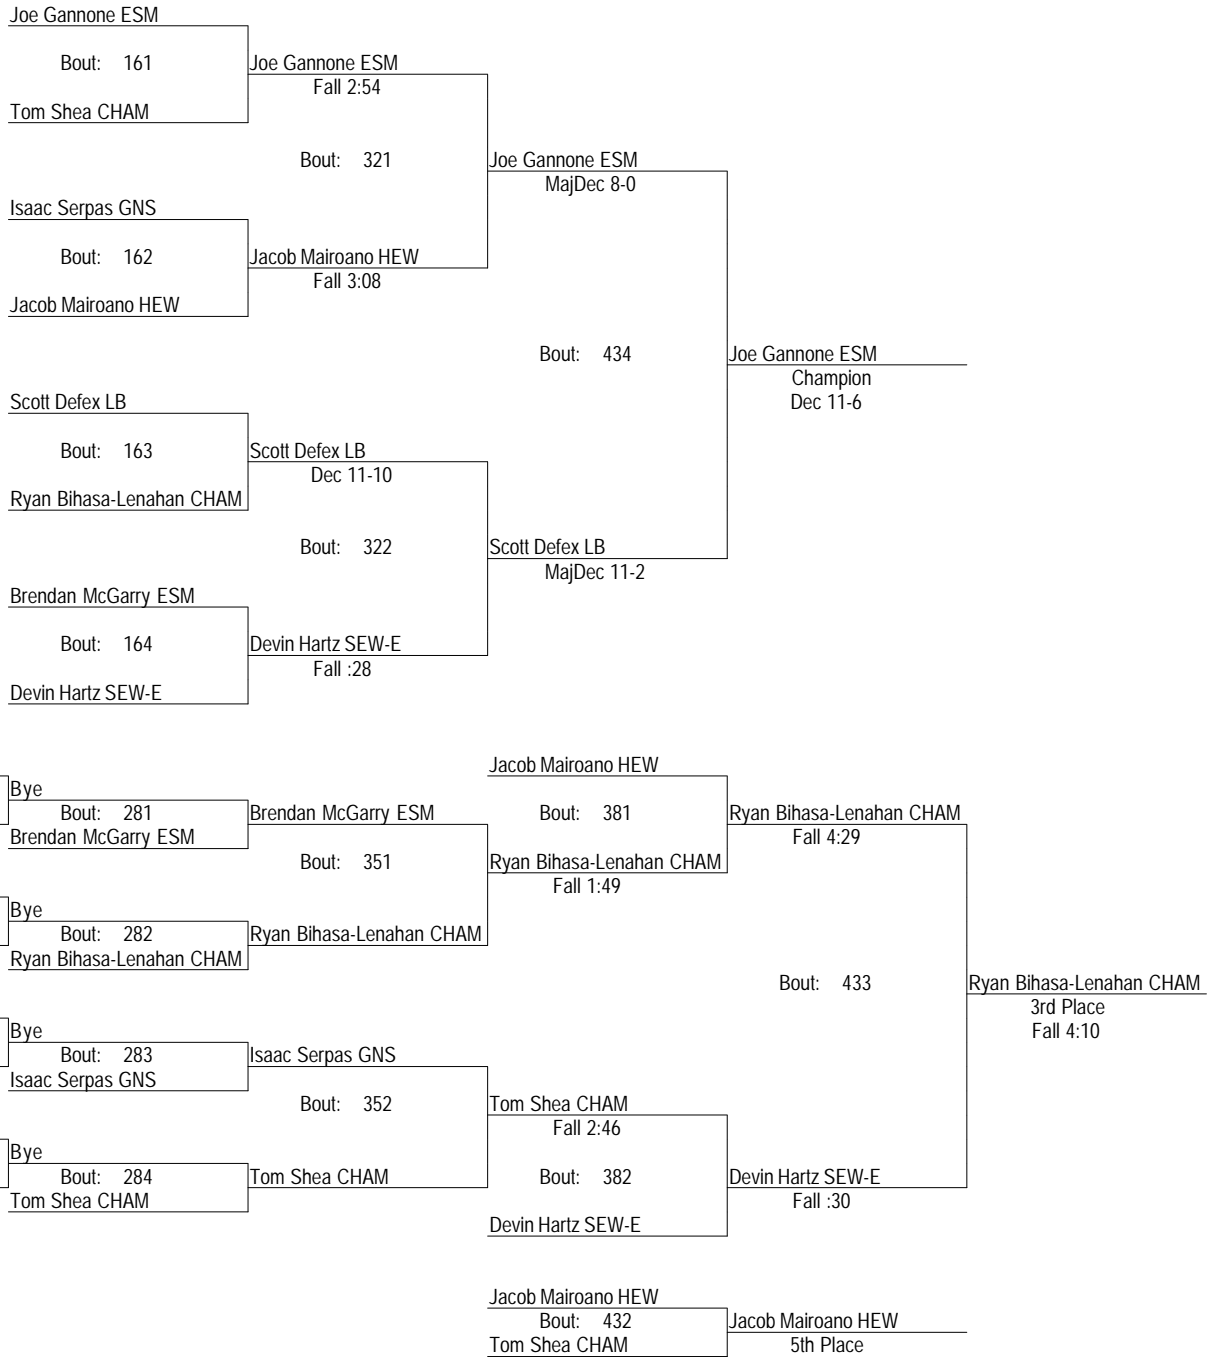 Joe Gannone ESM
Bout: 161
Joe Gannone ESM
Fall 2:54
Tom Shea CHAM
Bout: 321
Joe Gannone ESM
MajDec 8-0
Isaac Serpas GNS
Bout: 162
Jacob Mairoano HEW
Fall 3:08
Jacob Mairoano HEW
Bout: 434
Joe Gannone ESM
Champion
Dec 11-6
Scott Defex LB
Bout: 163
Scott Defex LB
Dec 11-10
Ryan Bihasa-Lenahan CHAM
Bout: 322
Scott Defex LB
MajDec 11-2
Brendan McGarry ESM
Bout: 164
Devin Hartz SEW-E
Fall :28
Devin Hartz SEW-E
Jacob Mairoano HEW
Bye
Bout: 281
Brendan McGarry ESM
Bout: 381
Ryan Bihasa-Lenahan CHAM
Fall 4:29
Brendan McGarry ESM
Bout: 351
Ryan Bihasa-Lenahan CHAM
Fall 1:49
Bye
Bout: 282
Ryan Bihasa-Lenahan CHAM
Ryan Bihasa-Lenahan CHAM
Bout: 433
Ryan Bihasa-Lenahan CHAM
3rd Place
Fall 4:10
Bye
Bout: 283
Isaac Serpas GNS
Isaac Serpas GNS
Bout: 352
Tom Shea CHAM
Fall 2:46
Bye
Bout: 284
Tom Shea CHAM
Bout: 382
Devin Hartz SEW-E
Fall :30
Tom Shea CHAM
Devin Hartz SEW-E
Jacob Mairoano HEW
Bout: 432
Jacob Mairoano HEW
5th Place
Tom Shea CHAM